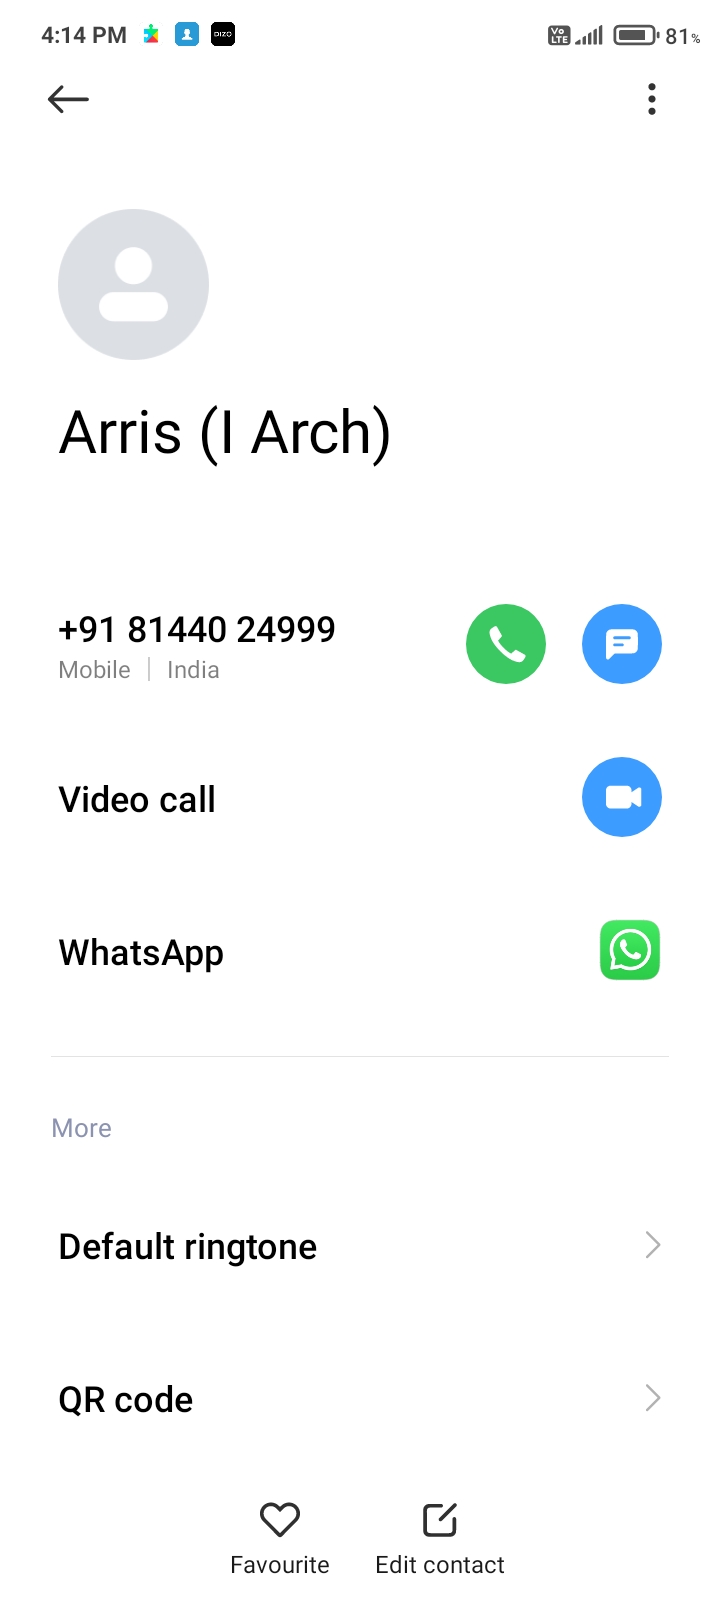 4:14 PM DIZO Vo LTE 81%
Arris (I Arch)
+91 81440 24999
Mobile | India
Video call
WhatsApp
More
Default ringtone
QR code
Favourite Edit contact